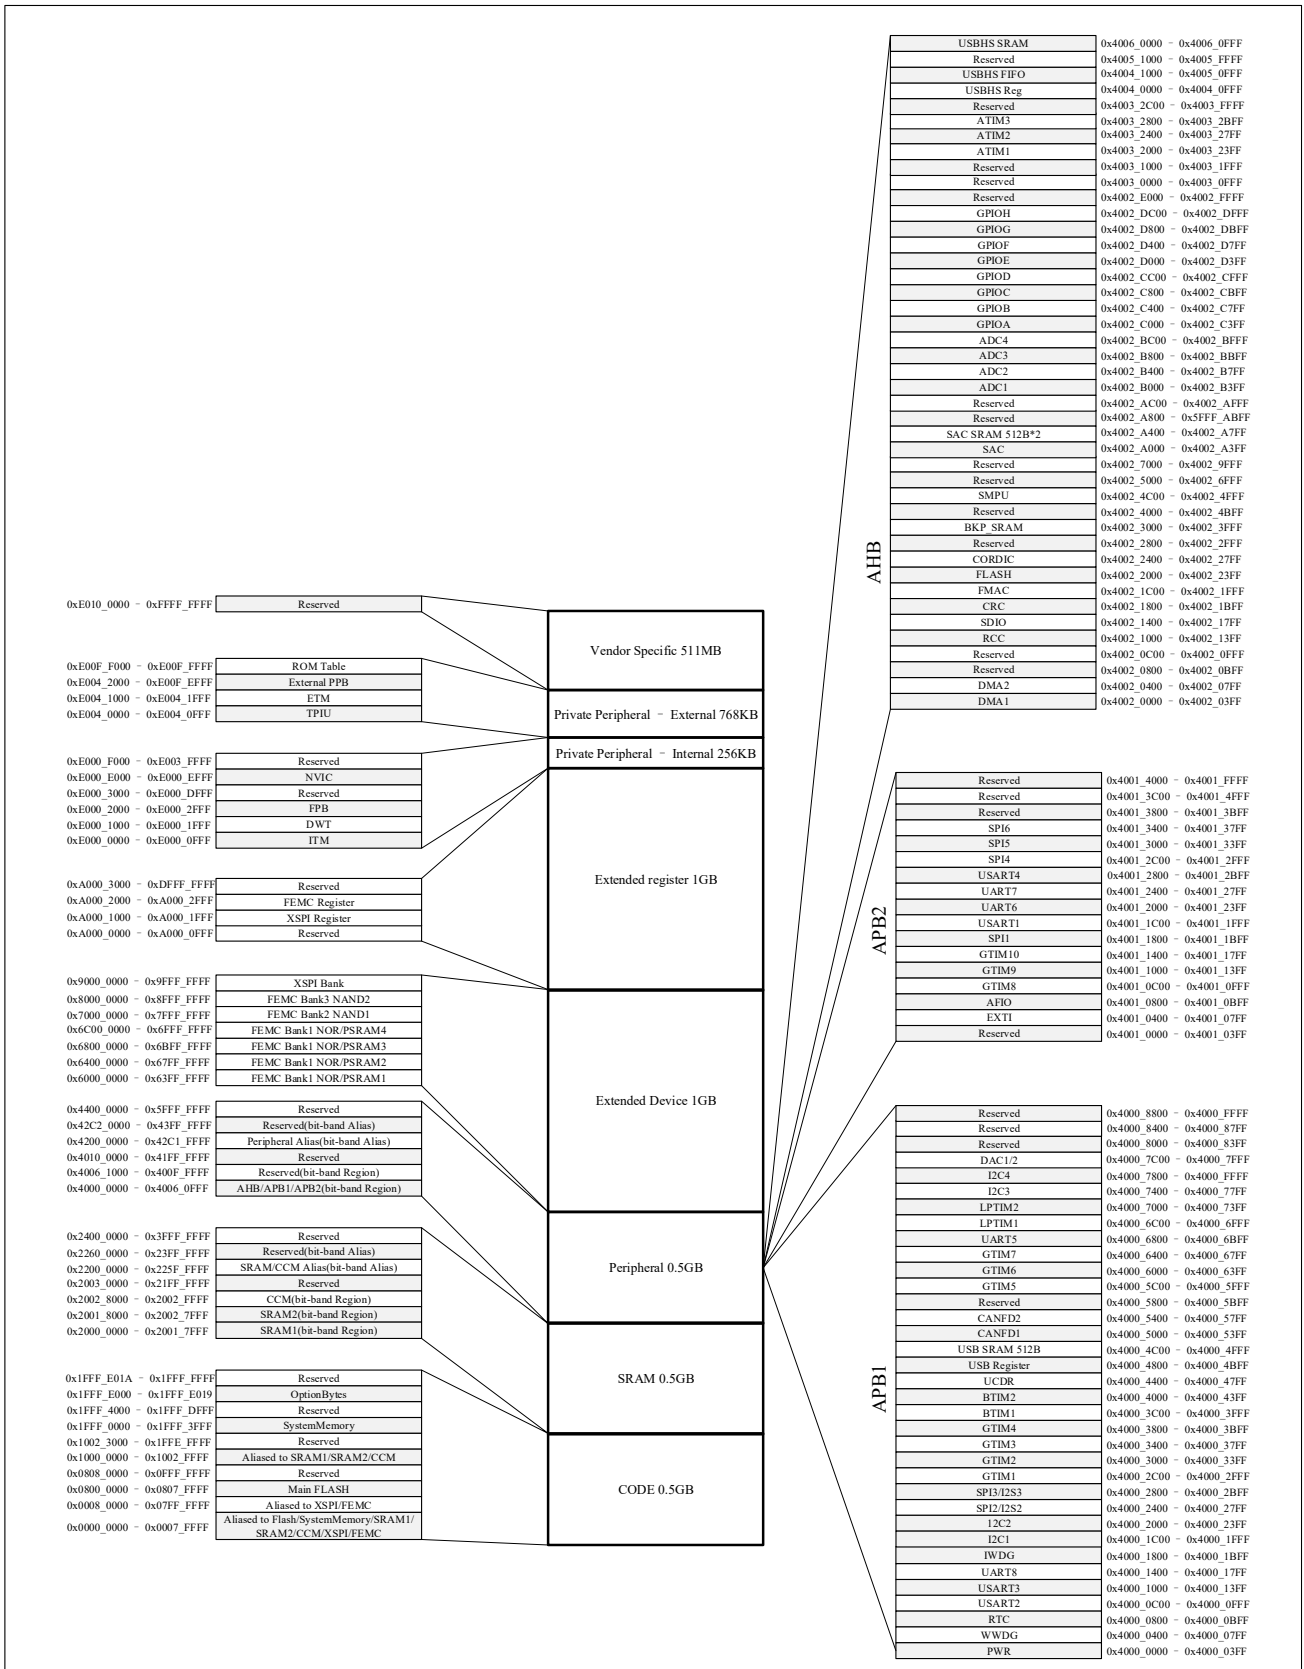 0xE010_0000 - 0xFFFF_FFFF Reserved
0xE00F_F000 - 0xE00F_FFFF ROM Table
0xE004_2000 - 0xE00F_EFFF External PPB
0xE004_1000 - 0xE004_1FFF ETM
0xE004_0000 - 0xE004_0FFF TPIU
0xE000_F000 - 0xE003_FFFF Reserved
0xE000_E000 - 0xE000_EFFF NVIC
0xE000_3000 - 0xE000_DFFF Reserved
0xE000_2000 - 0xE000_2FFF FPB
0xE000_1000 - 0xE000_1FFF DWT
0xE000_0000 - 0xE000_0FFF ITM
0xA000_3000 - 0xDFFF_FFFF Reserved
0xA000_2000 - 0xA000_2FFF FEMC Register
0xA000_1000 - 0xA000_1FFF XSPI Register
0xA000_0000 - 0xA000_0FFF Reserved
0x9000_0000 - 0x9FFF_FFFF XSPI Bank
0x8000_0000 - 0x8FFF_FFFF FEMC Bank3 NAND2
0x7000_0000 - 0x7FFF_FFFF FEMC Bank2 NAND1
0x6C00_0000 - 0x6FFF_FFFF FEMC Bank1 NOR/PSRAM4
0x6800_0000 - 0x6BFF_FFFF FEMC Bank1 NOR/PSRAM3
0x6400_0000 - 0x67FF_FFFF FEMC Bank1 NOR/PSRAM2
0x6000_0000 - 0x63FF_FFFF FEMC Bank1 NOR/PSRAM1
0x4400_0000 - 0x5FFF_FFFF Reserved
0x42C2_0000 - 0x43FF_FFFF Reserved(bit-band Alias)
0x4200_0000 - 0x42C1_FFFF Peripheral Alias(bit-band Alias)
0x4010_0000 - 0x41FF_FFFF Reserved
0x4006_1000 - 0x400F_FFFF Reserved(bit-band Region)
0x4000_0000 - 0x4006_0FFF AHB/APB1/APB2(bit-band Region)
0x2400_0000 - 0x3FFF_FFFF Reserved
0x2260_0000 - 0x23FF_FFFF Reserved(bit-band Alias)
0x2200_0000 - 0x225F_FFFF SRAM/CCM Alias(bit-band Alias)
0x2003_0000 - 0x21FF_FFFF Reserved
0x2002_8000 - 0x2002_FFFF CCM(bit-band Region)
0x2001_8000 - 0x2002_7FFF SRAM2(bit-band Region)
0x2000_0000 - 0x2001_7FFF SRAM1(bit-band Region)
0x1FFF_E01A - 0x1FFF_FFFF Reserved
0x1FFF_E000 - 0x1FFF_E019 OptionBytes
0x1FFF_4000 - 0x1FFF_DFFF Reserved
0x1FFF_0000 - 0x1FFF_3FFF SystemMemory
0x1002_3000 - 0x1FFE_FFFF Reserved
0x1000_0000 - 0x1002_FFFF Aliased to SRAM1/SRAM2/CCM
0x0808_0000 - 0x0FFF_FFFF Reserved
0x0800_0000 - 0x0807_FFFF Main FLASH
0x0008_0000 - 0x07FF_FFFF Aliased to XSPI/FEMC
0x0000_0000 - 0x0007_FFFF Aliased to Flash/SystemMemory/SRAM1/
SRAM2/CCM/XSPI/FEMC
Vendor Specific 511MB
Private Peripheral - External 768KB
Private Peripheral - Internal 256KB
Extended register 1GB
Extended Device 1GB
Peripheral 0.5GB
SRAM 0.5GB
CODE 0.5GB
AHB
USBHS SRAM 0x4006_0000 - 0x4006_0FFF
Reserved 0x4005_1000 - 0x4005_FFFF
USBHS FIFO 0x4004_1000 - 0x4005_0FFF
USBHS Reg 0x4004_0000 - 0x4004_0FFF
Reserved 0x4003_2C00 - 0x4003_FFFF
ATIM3 0x4003_2800 - 0x4003_2BFF
ATIM2 0x4003_2400 - 0x4003_27FF
ATIM1 0x4003_2000 - 0x4003_23FF
Reserved 0x4003_1000 - 0x4003_1FFF
Reserved 0x4003_0000 - 0x4003_0FFF
Reserved 0x4002_E000 - 0x4002_FFFF
GPIOH 0x4002_DC00 - 0x4002_DFFF
GPIOG 0x4002_D800 - 0x4002_DBFF
GPIOF 0x4002_D400 - 0x4002_D7FF
GPIOE 0x4002_D000 - 0x4002_D3FF
GPIOD 0x4002_CC00 - 0x4002_CFFF
GPIOC 0x4002_C800 - 0x4002_CBFF
GPIOB 0x4002_C400 - 0x4002_C7FF
GPIOA 0x4002_C000 - 0x4002_C3FF
ADC4 0x4002_BC00 - 0x4002_BFFF
ADC3 0x4002_B800 - 0x4002_BBFF
ADC2 0x4002_B400 - 0x4002_B7FF
ADC1 0x4002_B000 - 0x4002_B3FF
Reserved 0x4002_AC00 - 0x4002_AFFF
Reserved 0x4002_A800 - 0x5FFF_ABFF
SAC SRAM 512B*2 0x4002_A400 - 0x4002_A7FF
SAC 0x4002_A000 - 0x4002_A3FF
Reserved 0x4002_7000 - 0x4002_9FFF
Reserved 0x4002_5000 - 0x4002_6FFF
SMPU 0x4002_4C00 - 0x4002_4FFF
Reserved 0x4002_4000 - 0x4002_4BFF
BKP_SRAM 0x4002_3000 - 0x4002_3FFF
Reserved 0x4002_2800 - 0x4002_2FFF
CORDIC 0x4002_2400 - 0x4002_27FF
FLASH 0x4002_2000 - 0x4002_23FF
FMAC 0x4002_1C00 - 0x4002_1FFF
CRC 0x4002_1800 - 0x4002_1BFF
SDIO 0x4002_1400 - 0x4002_17FF
RCC 0x4002_1000 - 0x4002_13FF
Reserved 0x4002_0C00 - 0x4002_0FFF
Reserved 0x4002_0800 - 0x4002_0BFF
DMA2 0x4002_0400 - 0x4002_07FF
DMA1 0x4002_0000 - 0x4002_03FF
APB2
Reserved 0x4001_4000 - 0x4001_FFFF
Reserved 0x4001_3C00 - 0x4001_4FFF
Reserved 0x4001_3800 - 0x4001_3BFF
SPI6 0x4001_3400 - 0x4001_37FF
SPI5 0x4001_3000 - 0x4001_33FF
SPI4 0x4001_2C00 - 0x4001_2FFF
USART4 0x4001_2800 - 0x4001_2BFF
UART7 0x4001_2400 - 0x4001_27FF
UART6 0x4001_2000 - 0x4001_23FF
USART1 0x4001_1C00 - 0x4001_1FFF
SPI1 0x4001_1800 - 0x4001_1BFF
GTIM10 0x4001_1400 - 0x4001_17FF
GTIM9 0x4001_1000 - 0x4001_13FF
GTIM8 0x4001_0C00 - 0x4001_0FFF
AFIO 0x4001_0800 - 0x4001_0BFF
EXTI 0x4001_0400 - 0x4001_07FF
Reserved 0x4001_0000 - 0x4001_03FF
APB1
Reserved 0x4000_8800 - 0x4000_FFFF
Reserved 0x4000_8400 - 0x4000_87FF
Reserved 0x4000_8000 - 0x4000_83FF
DAC1/2 0x4000_7C00 - 0x4000_7FFF
I2C4 0x4000_7800 - 0x4000_FFFF
I2C3 0x4000_7400 - 0x4000_77FF
LPTIM2 0x4000_7000 - 0x4000_73FF
LPTIM1 0x4000_6C00 - 0x4000_6FFF
UART5 0x4000_6800 - 0x4000_6BFF
GTIM7 0x4000_6400 - 0x4000_67FF
GTIM6 0x4000_6000 - 0x4000_63FF
GTIM5 0x4000_5C00 - 0x4000_5FFF
Reserved 0x4000_5800 - 0x4000_5BFF
CANFD2 0x4000_5400 - 0x4000_57FF
CANFD1 0x4000_5000 - 0x4000_53FF
USB SRAM 512B 0x4000_4C00 - 0x4000_4FFF
USB Register 0x4000_4800 - 0x4000_4BFF
UCDR 0x4000_4400 - 0x4000_47FF
BTIM2 0x4000_4000 - 0x4000_43FF
BTIM1 0x4000_3C00 - 0x4000_3FFF
GTIM4 0x4000_3800 - 0x4000_3BFF
GTIM3 0x4000_3400 - 0x4000_37FF
GTIM2 0x4000_3000 - 0x4000_33FF
GTIM1 0x4000_2C00 - 0x4000_2FFF
SPI3/I2S3 0x4000_2800 - 0x4000_2BFF
SPI2/I2S2 0x4000_2400 - 0x4000_27FF
12C2 0x4000_2000 - 0x4000_23FF
I2C1 0x4000_1C00 - 0x4000_1FFF
IWDG 0x4000_1800 - 0x4000_1BFF
UART8 0x4000_1400 - 0x4000_17FF
USART3 0x4000_1000 - 0x4000_13FF
USART2 0x4000_0C00 - 0x4000_0FFF
RTC 0x4000_0800 - 0x4000_0BFF
WWDG 0x4000_0400 - 0x4000_07FF
PWR 0x4000_0000 - 0x4000_03FF